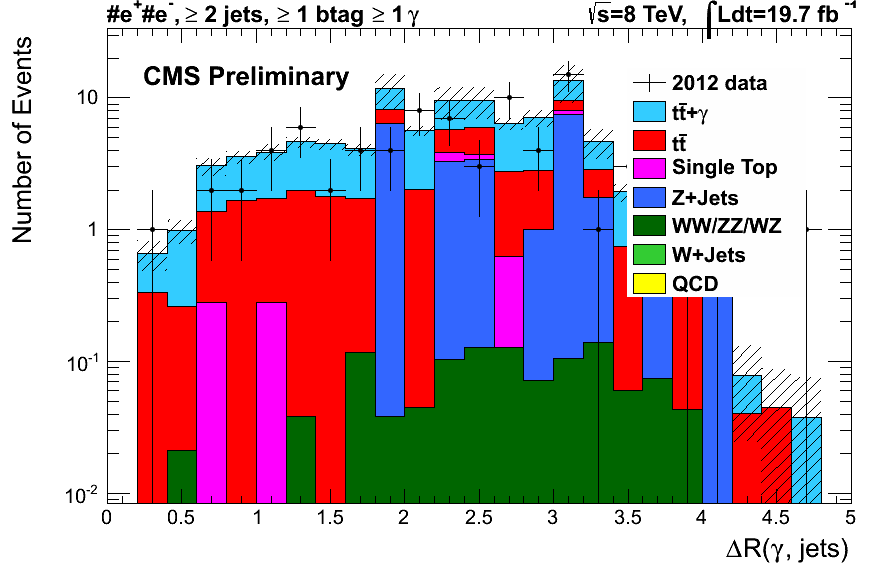 #e⁺#e⁻, ≥ 2 jets, ≥ 1 btag ≥ 1 γ √s=8 TeV, ∫Ldt=19.7 fb⁻¹
CMS Preliminary
2012 data
tt̄+γ
tt̄
Single Top
Z+Jets
WW/ZZ/WZ
W+Jets
QCD
Number of Events
10
1
10⁻¹
10⁻²
0 0.5 1 1.5 2 2.5 3 3.5 4 4.5 5
ΔR(γ, jets)